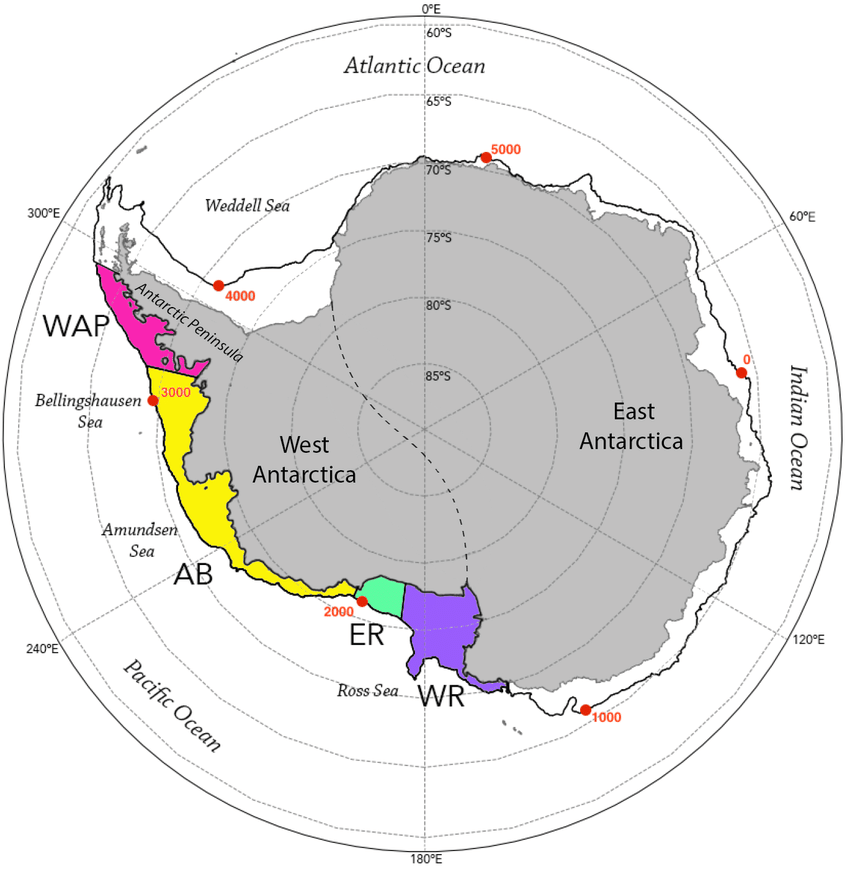 0°E
60°S
Atlantic Ocean
65°S
5000
70°S
Weddell Sea
300°E
60°E
75°S
4000
80°S
Antarctic Peninsula
WAP
0
85°S
3000
Bellingshausen
Sea
Indian Ocean
East
Antarctica
West
Antarctica
Amundsen
Sea
AB
2000
ER
120°E
240°E
Ross Sea
WR
Pacific Ocean
1000
180°E